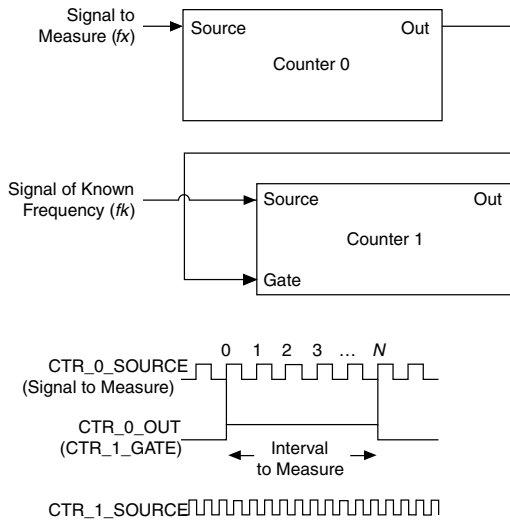 Signal to
Measure (fx)
Source
Out
Counter 0
Signal of Known
Frequency (fk)
Source
Out
Counter 1
Gate
0 1 2 3 … N
CTR_0_SOURCE
(Signal to Measure)
CTR_0_OUT
(CTR_1_GATE)
Interval
to Measure
CTR_1_SOURCE